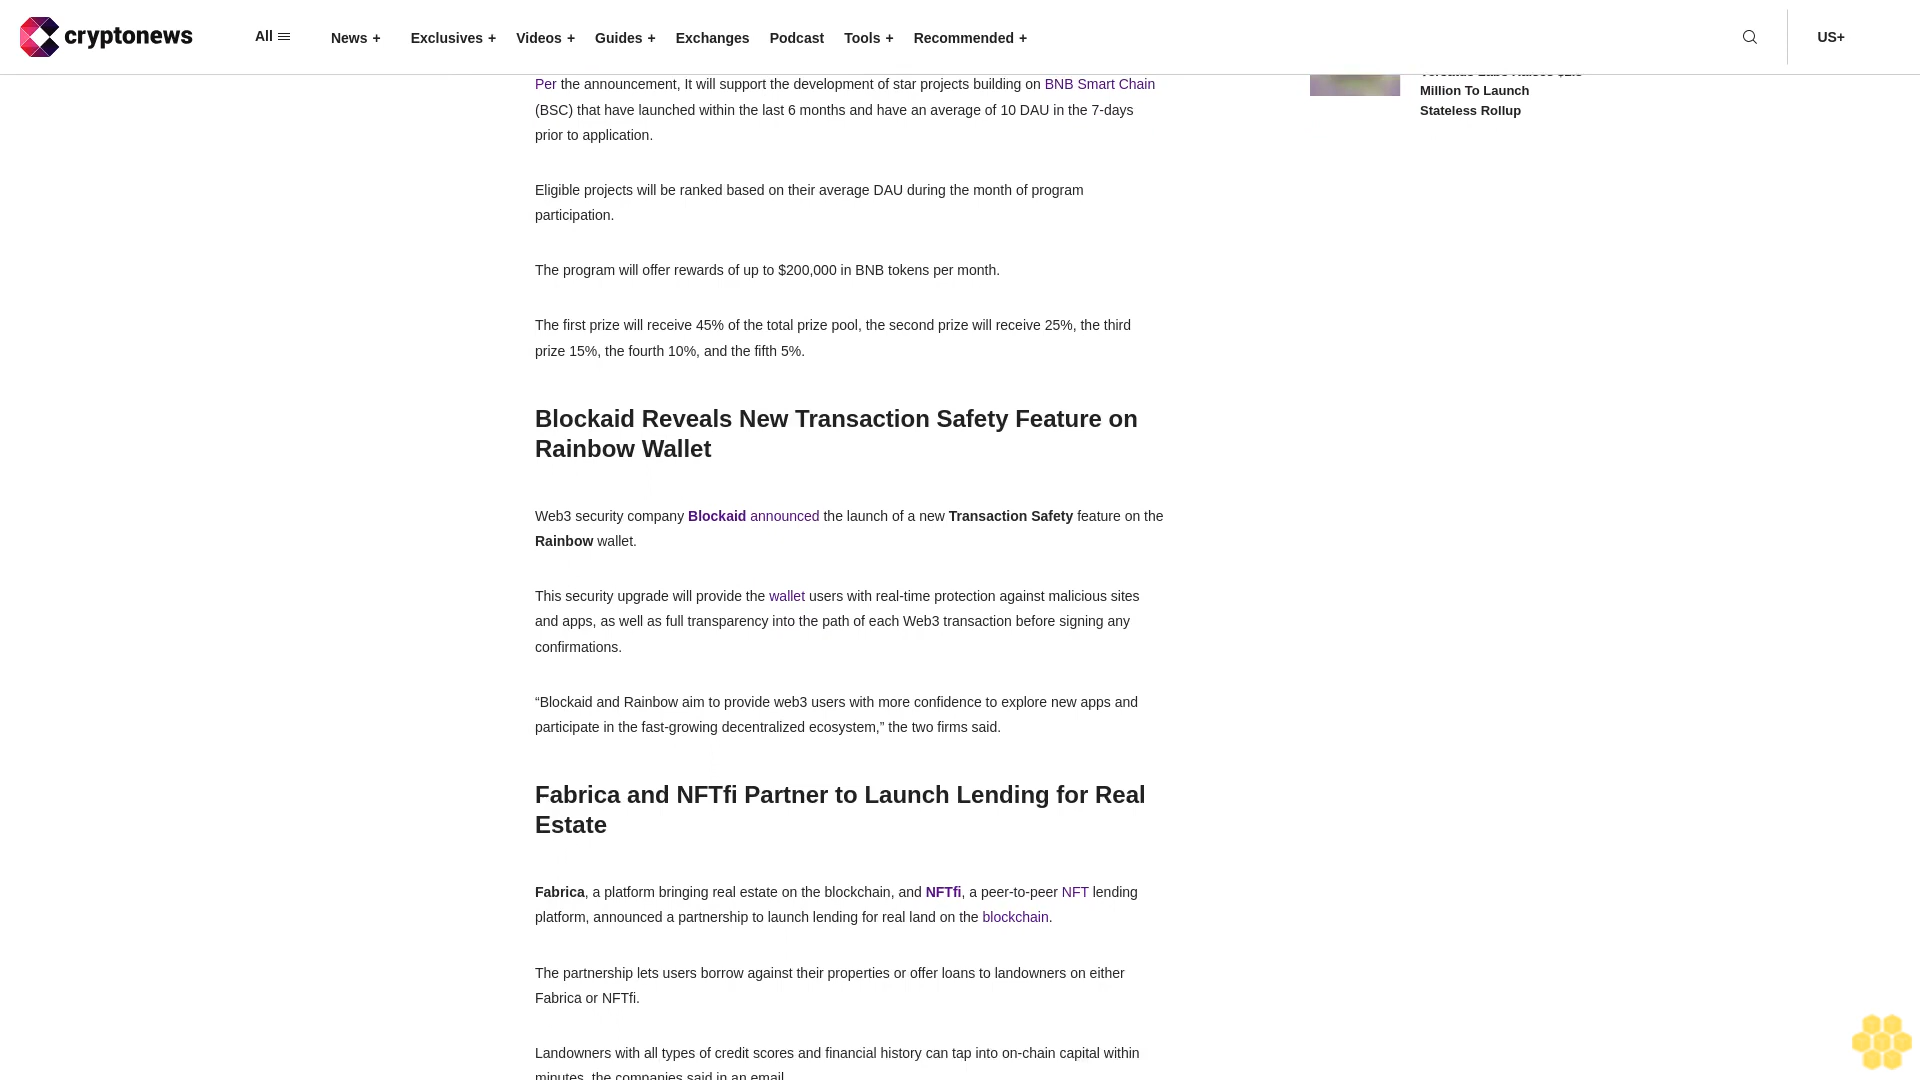 cryptonews
All
News +
Exclusives +
Videos +
Guides +
Exchanges
Podcast
Tools +
Recommended +
US+
Per the announcement, It will support the development of star projects building on BNB Smart Chain
(BSC) that have launched within the last 6 months and have an average of 10 DAU in the 7-days
prior to application.
Eligible projects will be ranked based on their average DAU during the month of program
participation.
The program will offer rewards of up to $200,000 in BNB tokens per month.
The first prize will receive 45% of the total prize pool, the second prize will receive 25%, the third
prize 15%, the fourth 10%, and the fifth 5%.
Blockaid Reveals New Transaction Safety Feature on
Rainbow Wallet
Web3 security company Blockaid announced the launch of a new Transaction Safety feature on the
Rainbow wallet.
This security upgrade will provide the wallet users with real-time protection against malicious sites
and apps, as well as full transparency into the path of each Web3 transaction before signing any
confirmations.
“Blockaid and Rainbow aim to provide web3 users with more confidence to explore new apps and
participate in the fast-growing decentralized ecosystem,” the two firms said.
Fabrica and NFTfi Partner to Launch Lending for Real
Estate
Fabrica, a platform bringing real estate on the blockchain, and NFTfi, a peer-to-peer NFT lending
platform, announced a partnership to launch lending for real land on the blockchain.
The partnership lets users borrow against their properties or offer loans to landowners on either
Fabrica or NFTfi.
Landowners with all types of credit scores and financial history can tap into on-chain capital within
minutes, the companies said in an email.
Million To Launch
Stateless Rollup